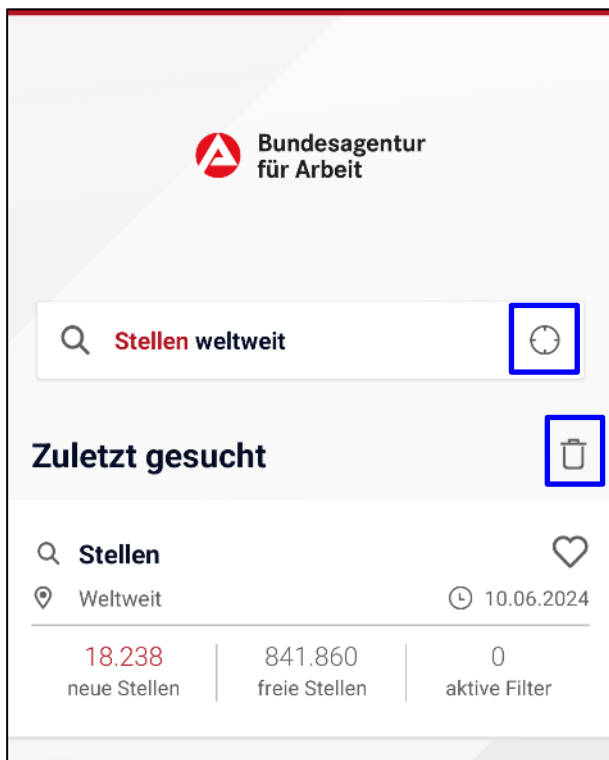 Bundesagentur
für Arbeit
Stellen weltweit
Zuletzt gesucht
Stellen
Weltweit 10.06.2024
18.238 841.860 0
neue Stellen freie Stellen aktive Filter